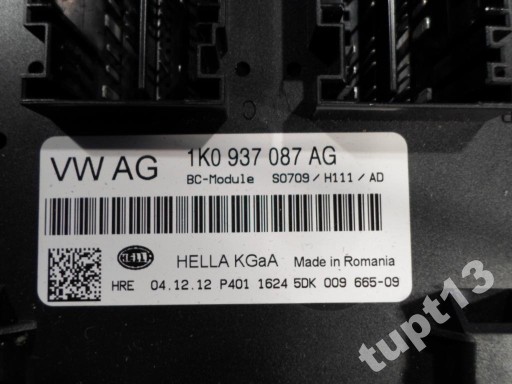 VW AG 1K0 937 087 AG
BC-Module S0709/H111/AD
HELLA HELLA KGaA Made in Romania
HRE 04.12.12 P401 1624 5DK 009 665-09
tupt13